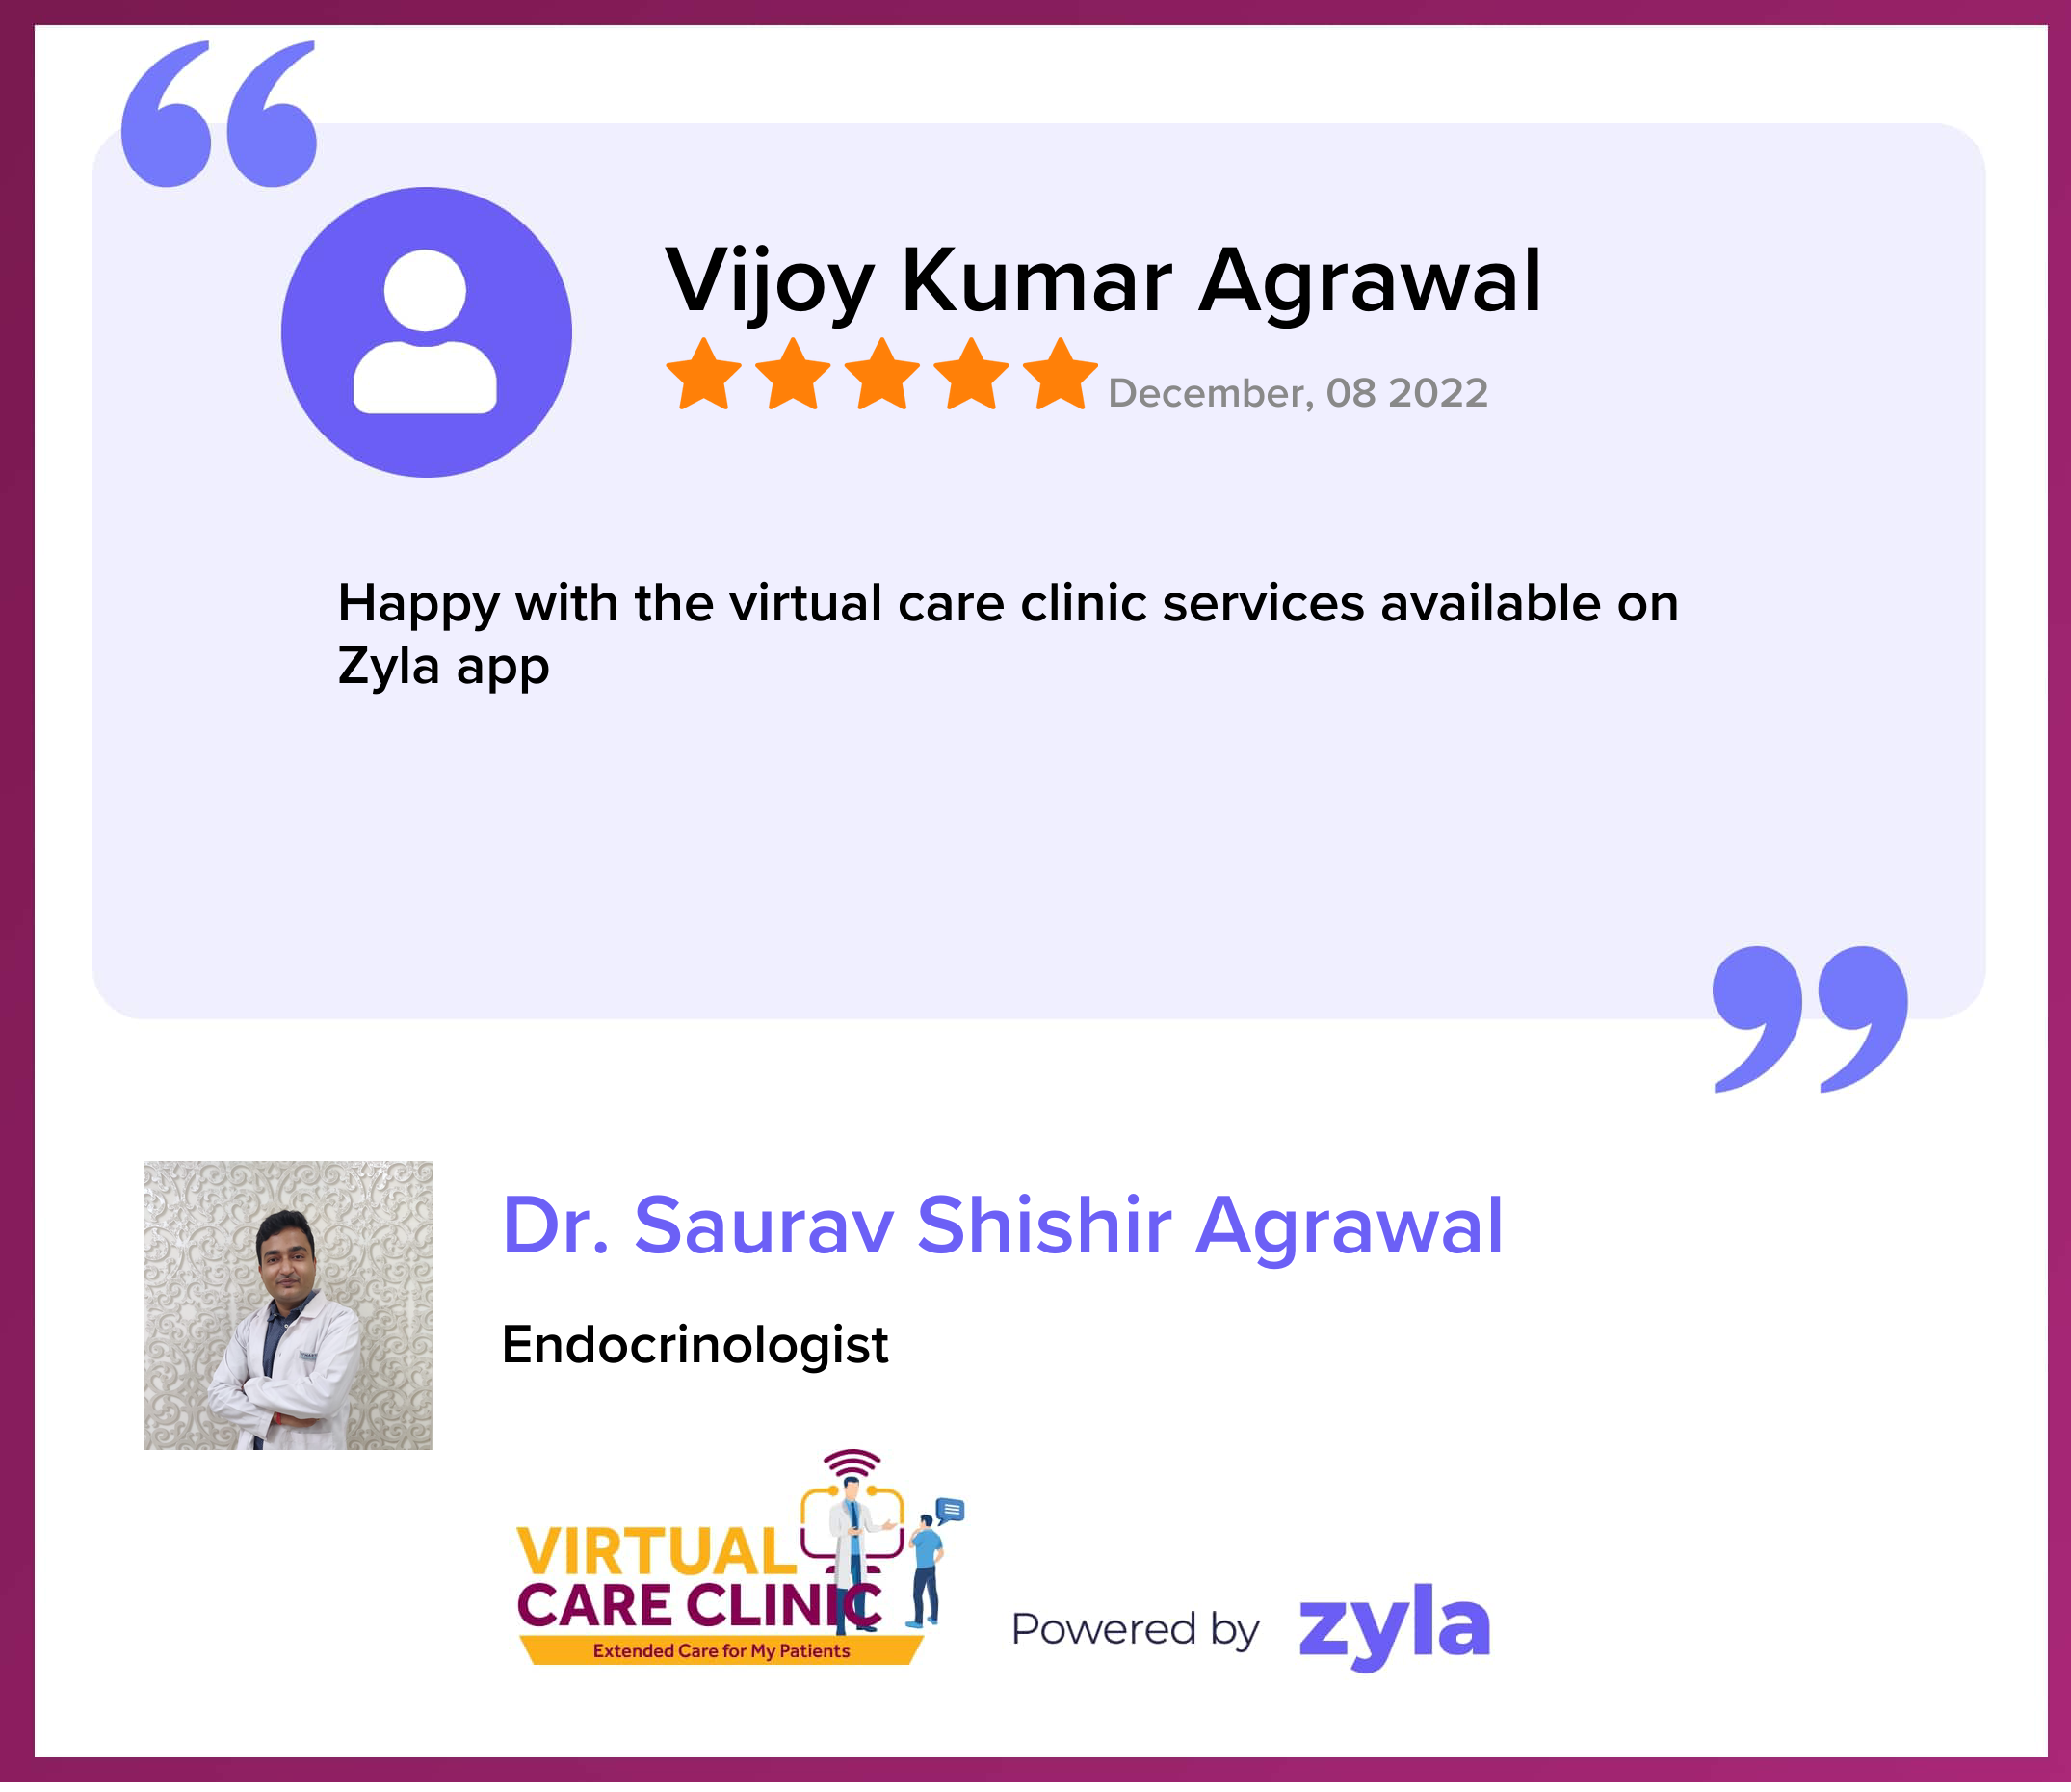 Vijoy Kumar Agrawal
December, 08 2022
Happy with the virtual care clinic services available on
Zyla app
Dr. Saurav Shishir Agrawal
Endocrinologist
VIRTUAL
CARE CLINIC
Extended Care for My Patients
Powered by zyla